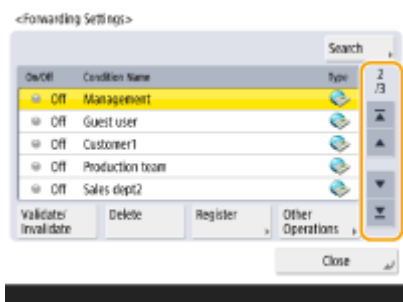 <Forwarding Settings>
Search
On/Off Condition Name Type
2
/3
Off Management
Off Guest user
Off Customer1
Off Production team
Off Sales dept2
Validate/
Invalidate
Delete
Register
Other
Operations
Close